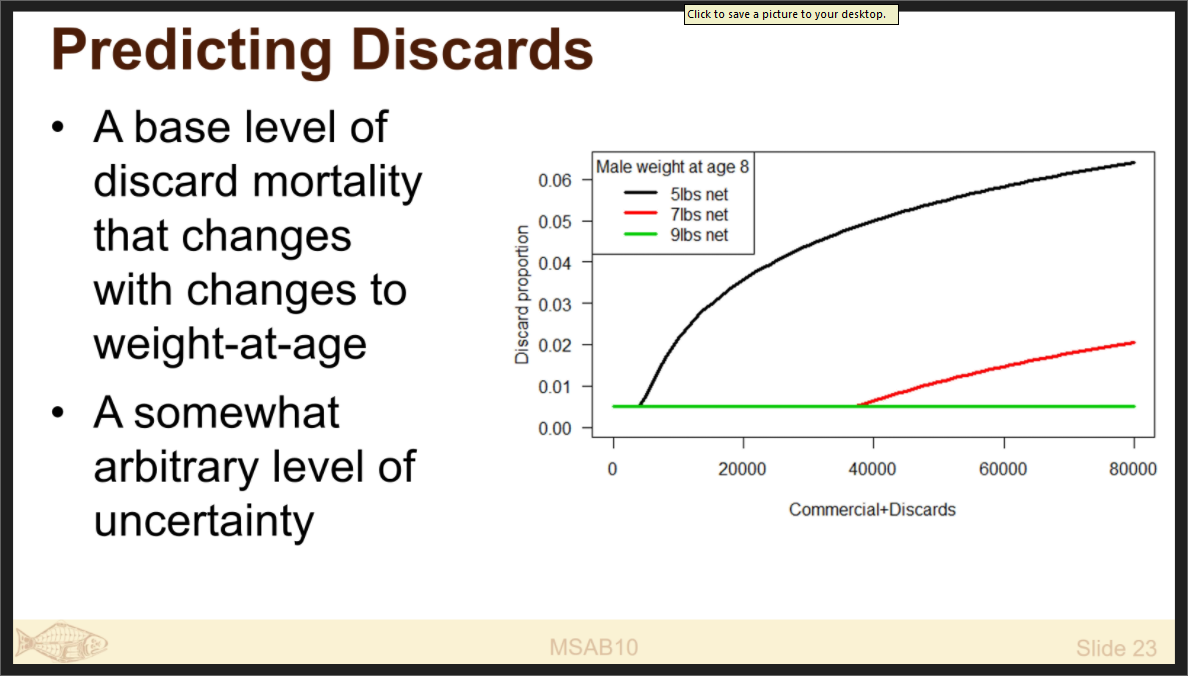 Click to save a picture to your desktop.
Predicting Discards
• A base level of
discard mortality
that changes
with changes to
weight-at-age
• A somewhat
arbitrary level of
uncertainty
Male weight at age 8
5lbs net
7lbs net
9lbs net
Discard proportion
0.06
0.05
0.04
0.03
0.02
0.01
0.00
0 20000 40000 60000 80000
Commercial+Discards
MSAB10
Slide 23